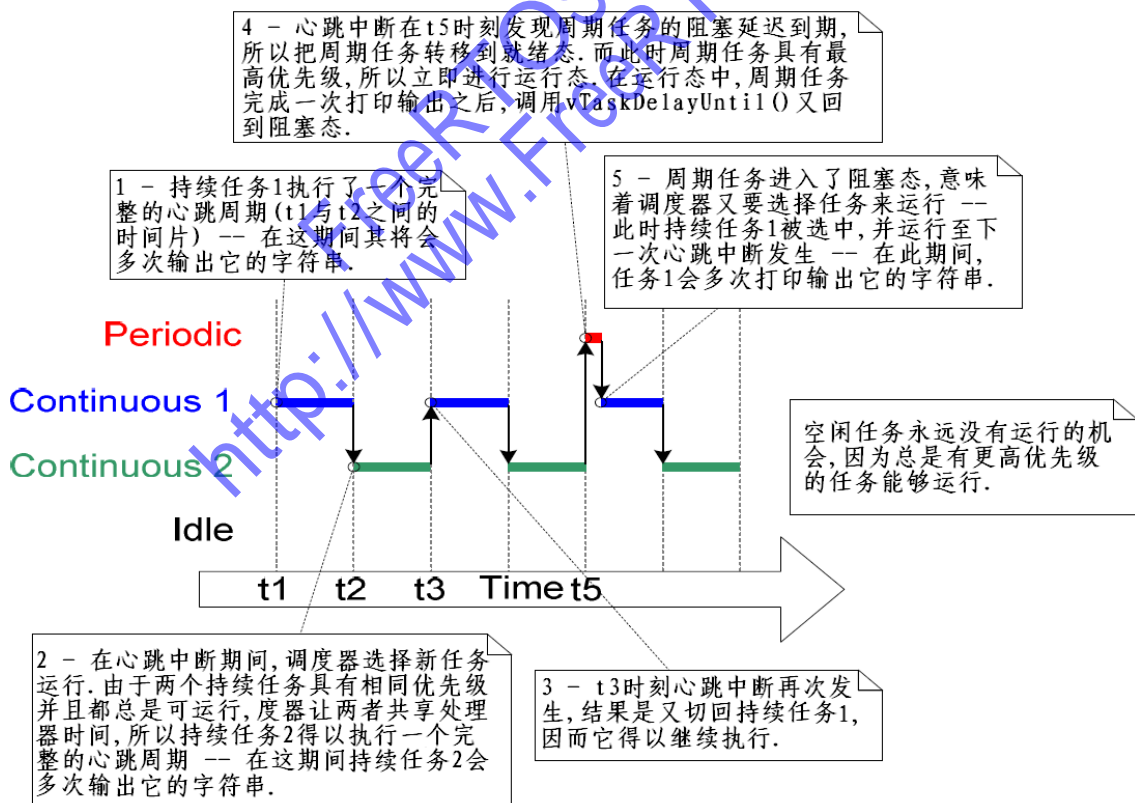 4 - 心跳中断在t5时刻发现周期任务的阻塞延迟到期,
所以把周期任务转移到就绪态.而此时周期任务具有最
高优先级,所以立即进行运行态.在运行态中,周期任务
完成一次打印输出之后,调用vTaskDelayUntil()又回
到阻塞态.
1 - 持续任务1执行了一个完
整的心跳周期(t1与t2之间的
时间片) -- 在这期间其将会
多次输出它的字符串.
5 - 周期任务进入了阻塞态,意味
着调度器又要选择任务来运行 --
此时持续任务1被选中,并运行至下
一次心跳中断发生 -- 在此期间,
任务1会多次打印输出它的字符串.
Periodic
Continuous 1
Continuous 2
Idle
空闲任务永远没有运行的机
会,因为总是有更高优先级
的任务能够运行.
t1 t2 t3 Time t5
2 - 在心跳中断期间,调度器选择新任务
运行.由于两个持续任务具有相同优先级
并且都总是可运行,度器让两者共享处理
器时间,所以持续任务2得以执行一个完
整的心跳周期 -- 在这期间持续任务2会
多次输出它的字符串.
3 - t3时刻心跳中断再次发
生,结果是又切回持续任务1,
因而它得以继续执行.
FreeRTOS
http://www.FreeRT